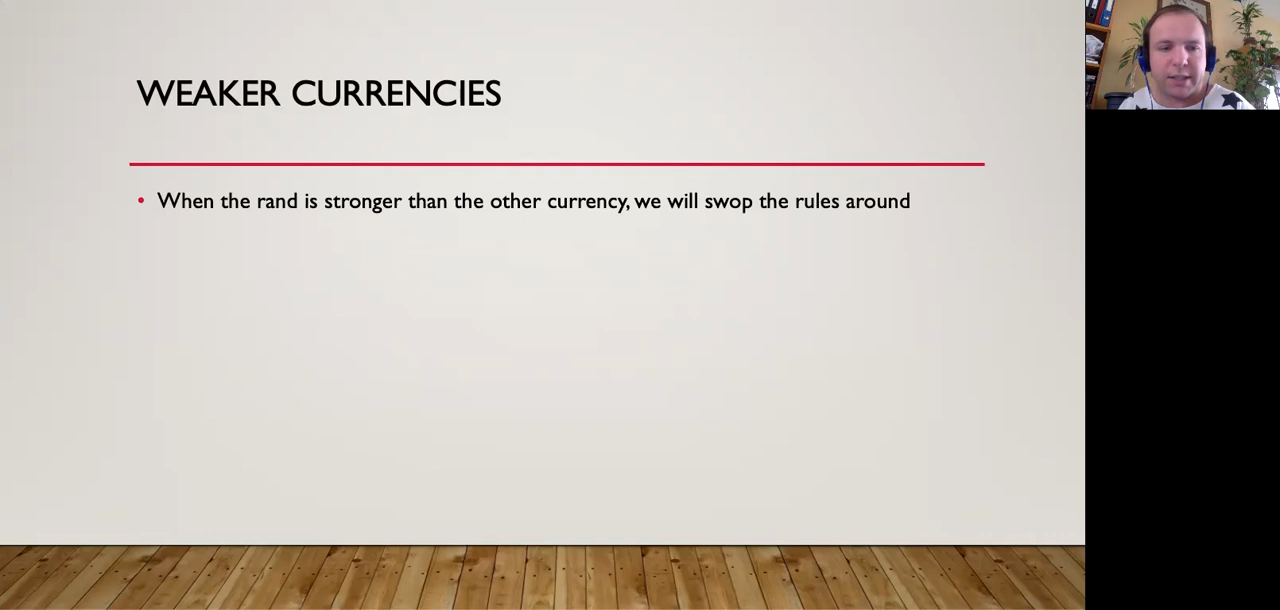 WEAKER CURRENCIES
• When the rand is stronger than the other currency, we will swop the rules around